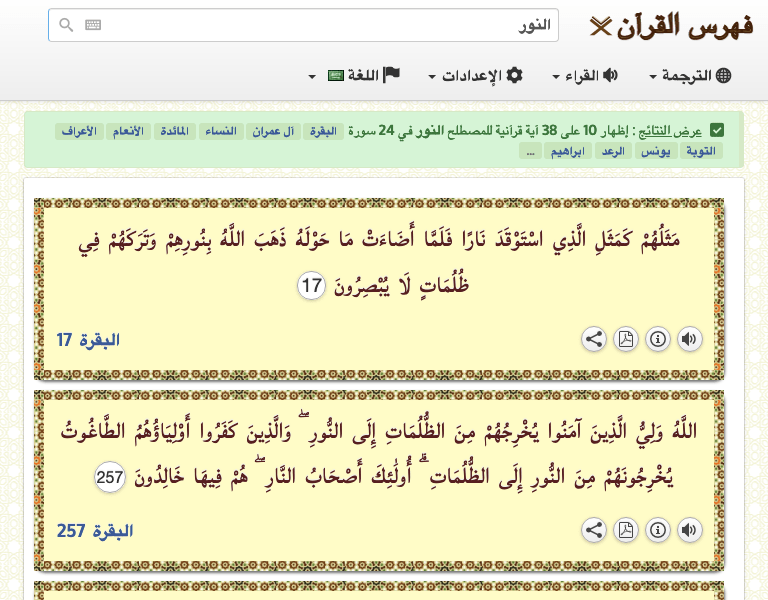 فهرس القرآن
النور
الترجمة
القراء
الإعدادات
اللغة
عرض النتائج : إظهار 10 على 38 آية قرآنية للمصطلح النور في 24 سورة البقرة آل عمران النساء المائدة الأنعام الأعراف
التوبة يونس الرعد ابراهيم ...
مَثَلُهُمْ كَمَثَلِ الَّذِي اسْتَوْقَدَ نَارًا فَلَمَّا أَضَاءَتْ مَا حَوْلَهُ ذَهَبَ اللَّهُ بِنُورِهِمْ وَتَرَكَهُمْ فِي
ظُلُمَاتٍ لَا يُبْصِرُونَ 17
البقرة 17
اللَّهُ وَلِيُّ الَّذِينَ آمَنُوا يُخْرِجُهُمْ مِنَ الظُّلُمَاتِ إِلَى النُّورِ ۖ وَالَّذِينَ كَفَرُوا أَوْلِيَاؤُهُمُ الطَّاغُوتُ
يُخْرِجُونَهُمْ مِنَ النُّورِ إِلَى الظُّلُمَاتِ ۗ أُولَٰئِكَ أَصْحَابُ النَّارِ ۖ هُمْ فِيهَا خَالِدُونَ 257
البقرة 257